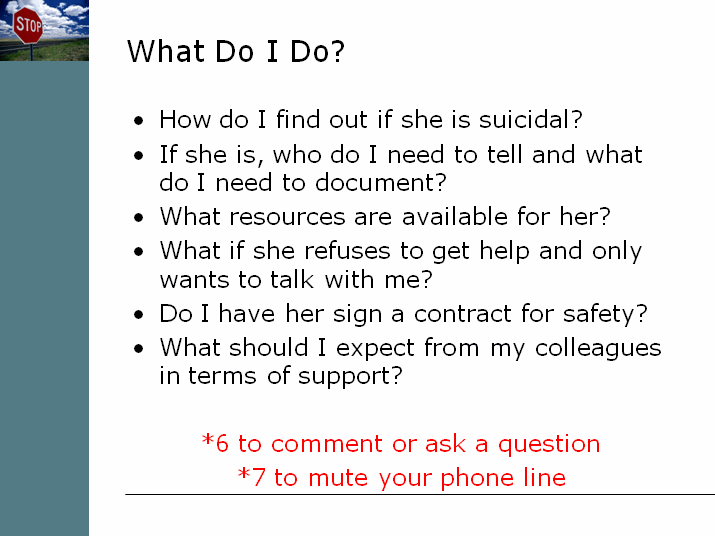 STOP
What Do I Do?
• How do I find out if she is suicidal?
• If she is, who do I need to tell and what
do I need to document?
• What resources are available for her?
• What if she refuses to get help and only
wants to talk with me?
• Do I have her sign a contract for safety?
• What should I expect from my colleagues
in terms of support?
*6 to comment or ask a question
*7 to mute your phone line